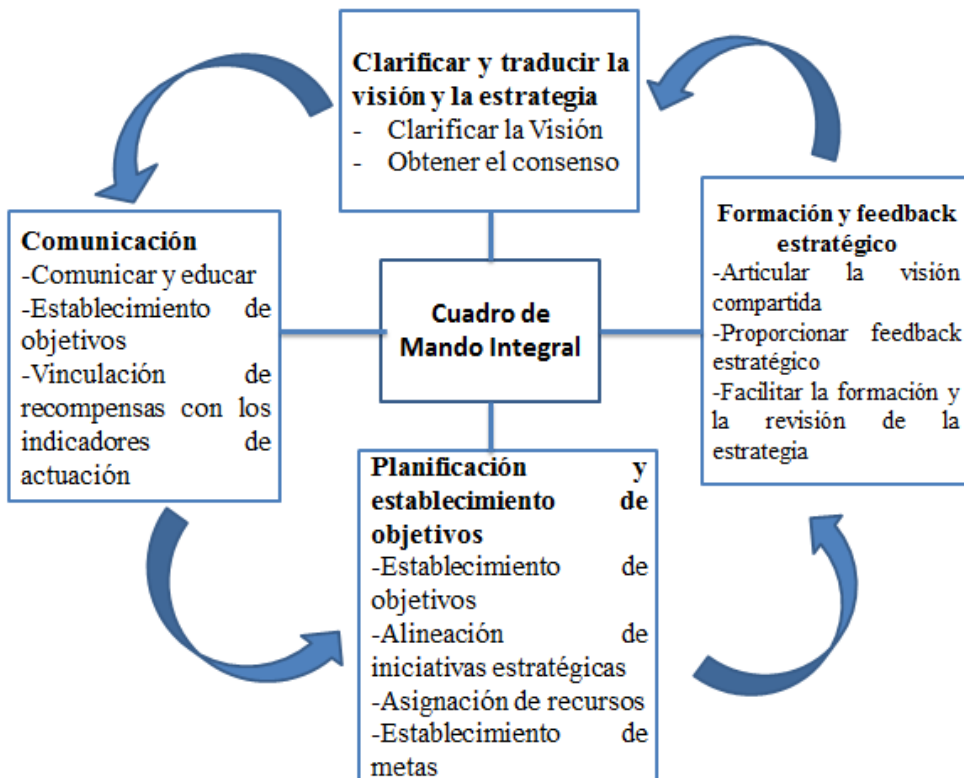 Clarificar y traducir la
visión y la estrategia
- Clarificar la Visión
- Obtener el consenso
Comunicación
-Comunicar y educar
-Establecimiento de
objetivos
-Vinculación de
recompensas con los
indicadores de
actuación
Cuadro de
Mando Integral
Formación y feedback
estratégico
-Articular la visión
compartida
-Proporcionar feedback
estratégico
-Facilitar la formación y
la revisión de la
estrategia
Planificación y
establecimiento de
objetivos
-Establecimiento de
objetivos
-Alineación de
iniciativas estratégicas
-Asignación de recursos
-Establecimiento de
metas